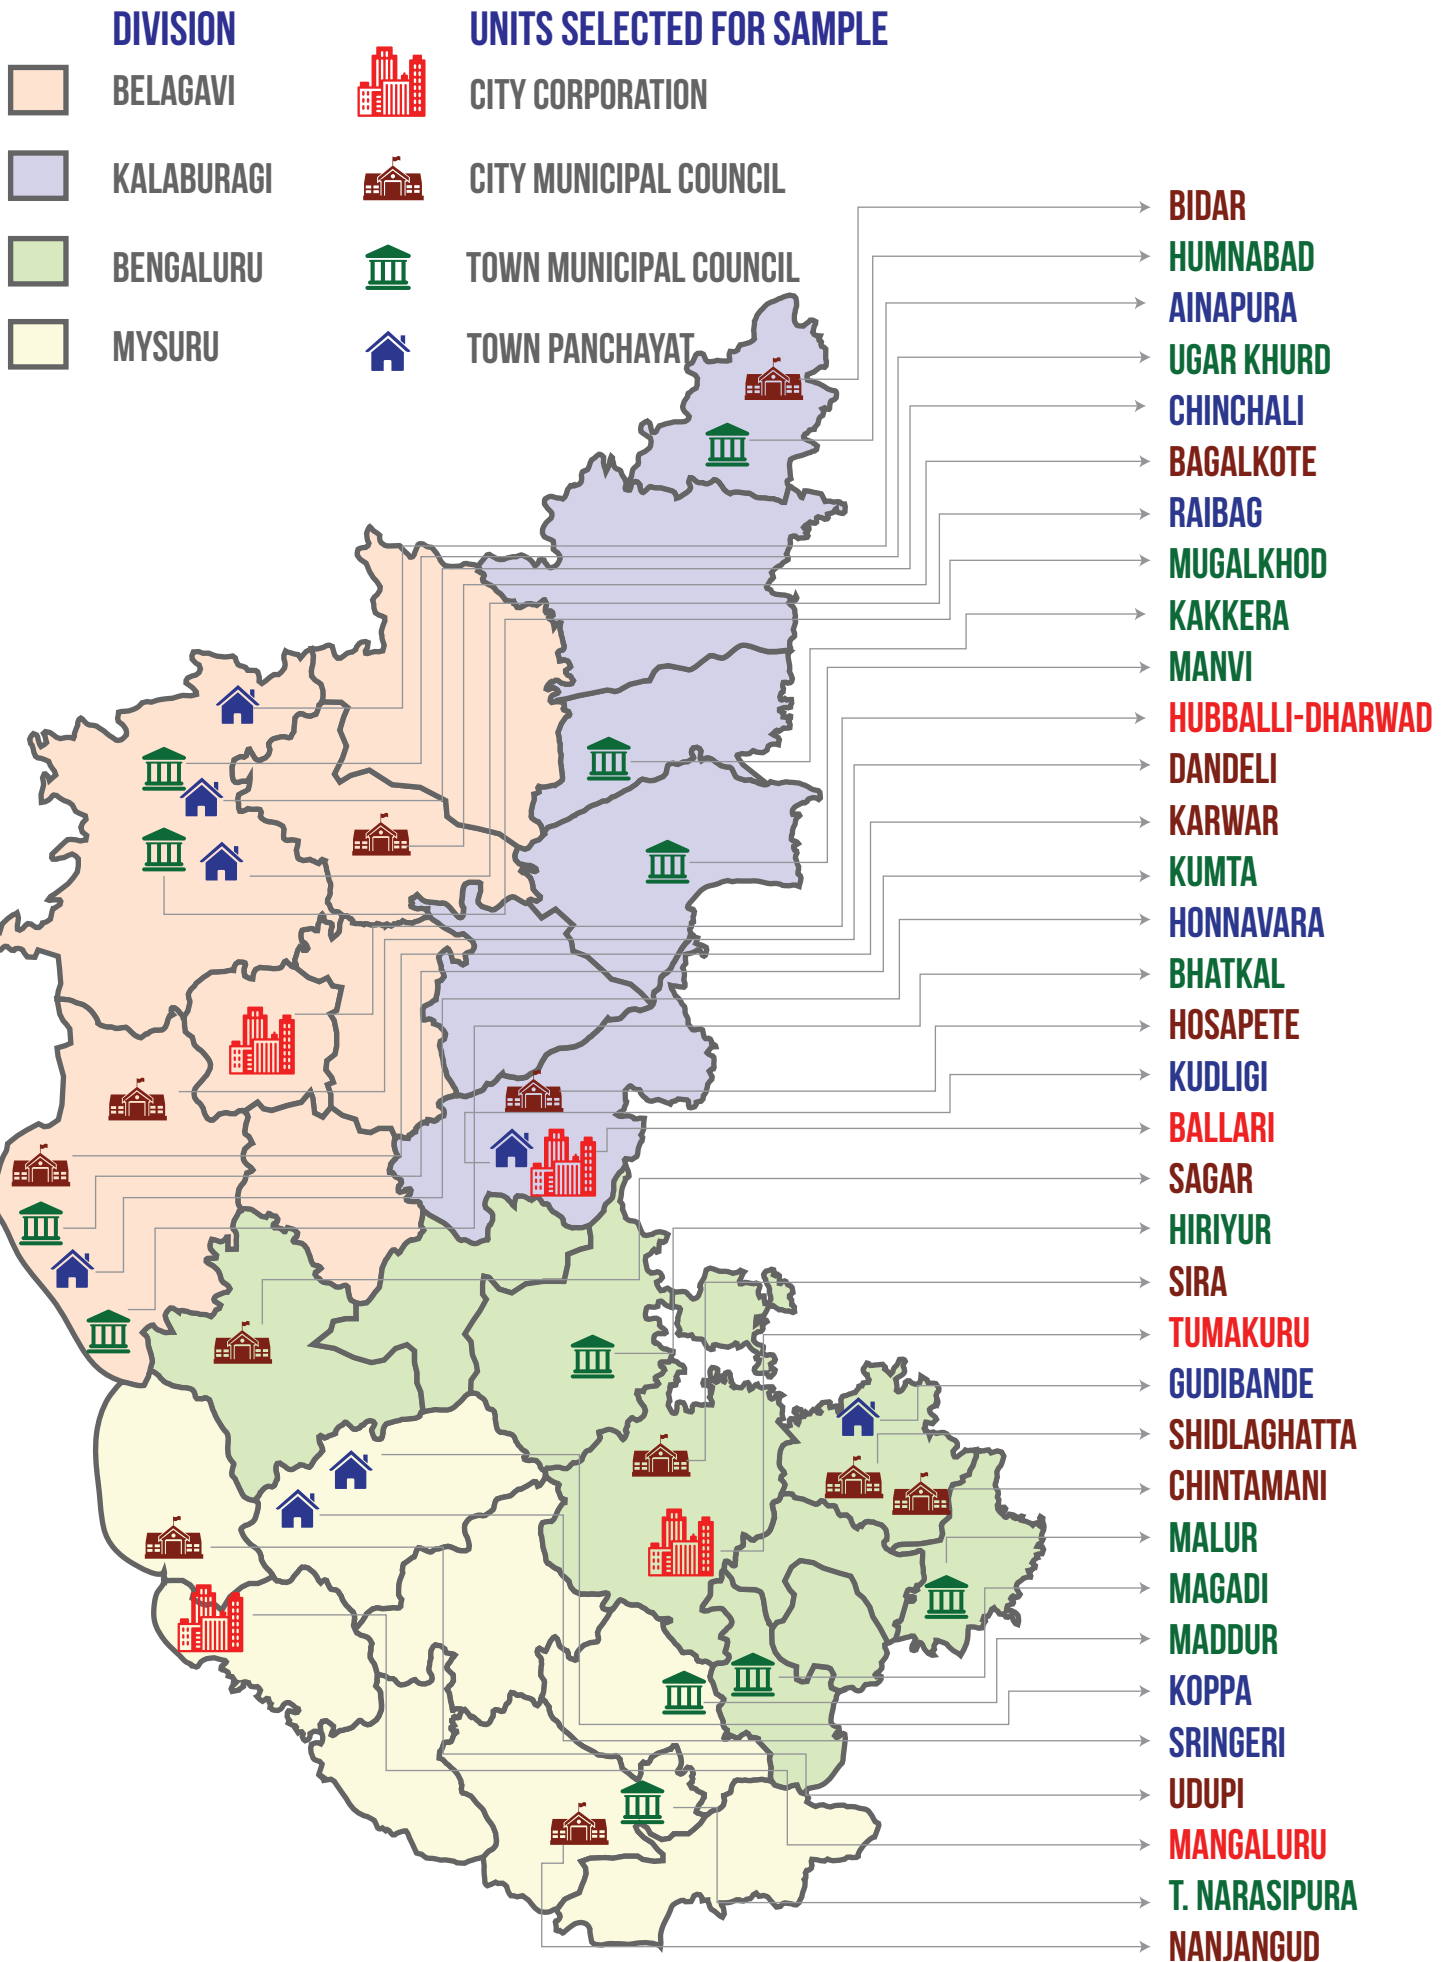 DIVISION
UNITS SELECTED FOR SAMPLE
BELAGAVI
CITY CORPORATION
KALABURAGI
CITY MUNICIPAL COUNCIL
BENGALURU
TOWN MUNICIPAL COUNCIL
MYSURU
TOWN PANCHAYAT
BIDAR
HUMNABAD
AINAPURA
UGAR KHURD
CHINCHALI
BAGALKOTE
RAIBAG
MUGALKHOD
KAKKERA
MANVI
HUBBALLI-DHARWAD
DANDELI
KARWAR
KUMTA
HONNAVARA
BHATKAL
HOSAPETE
KUDLIGI
BALLARI
SAGAR
HIRIYUR
SIRA
TUMAKURU
GUDIBANDE
SHIDLAGHATTA
CHINTAMANI
MALUR
MAGADI
MADDUR
KOPPA
SRINGERI
UDUPI
MANGALURU
T. NARASIPURA
NANJANGUD